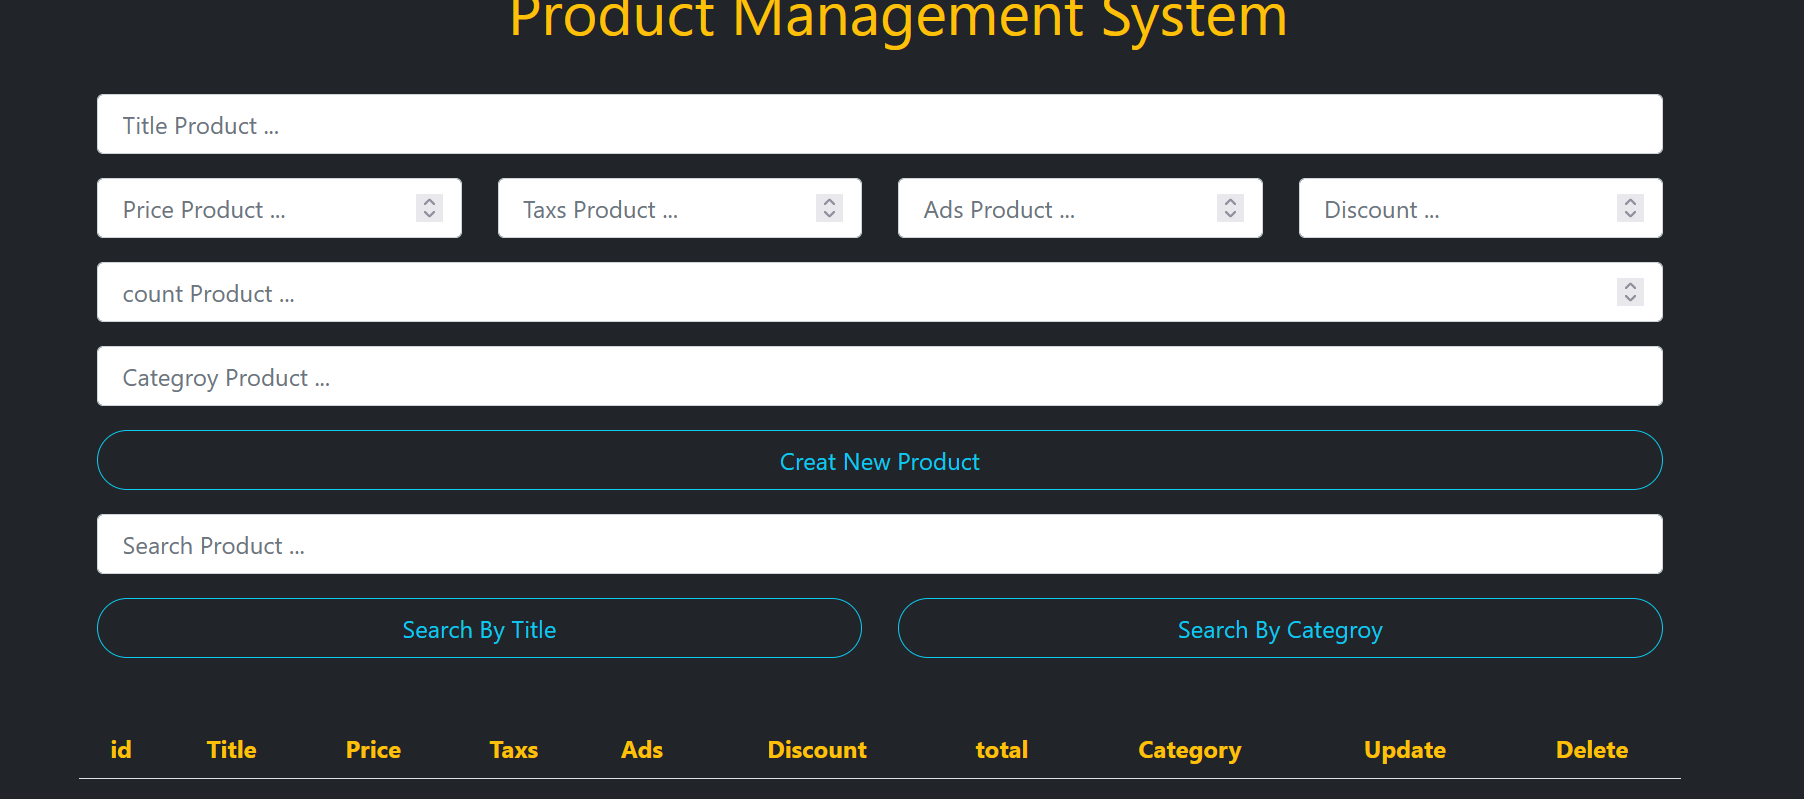 Product Management System
Title Product ...
Price Product ... Taxs Product ... Ads Product ... Discount ...
count Product ...
Categroy Product ...
Creat New Product
Search Product ...
Search By Title Search By Categroy
id Title Price Taxs Ads Discount total Category Update Delete